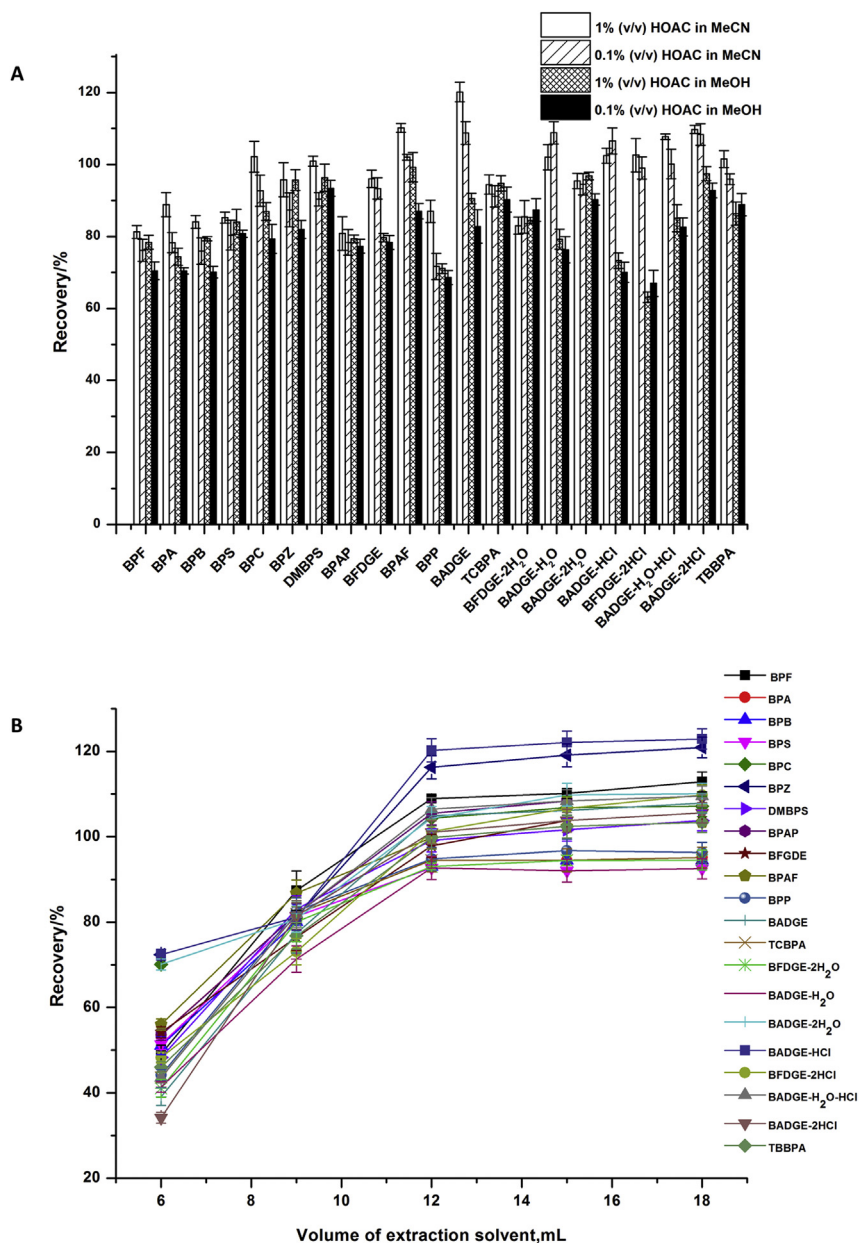 A
1% (v/v) HOAC in MeCN
0.1% (v/v) HOAC in MeCN
1% (v/v) HOAC in MeOH
0.1% (v/v) HOAC in MeOH
120
100
80
60
40
20
0
Recovery/%
BPF
BPA
BPB
BPS
BPC
BPZ
DMBPS
BPAP
BFDGE
BPAF
BPP
BADGE
TCBPA
BFDGE-2H₂O
BADGE-H₂O
BADGE-2H₂O
BADGE-HCl
BFDGE-2HCl
BADGE-H₂O-HCl
BADGE-2HCl
TBBPA
B
120
100
80
60
40
20
Recovery/%
6 8 10 12 14 16 18
Volume of extraction solvent,mL
BPF
BPA
BPB
BPS
BPC
BPZ
DMBPS
BPAP
BFGDE
BPAF
BPP
BADGE
TCBPA
BFDGE-2H₂O
BADGE-H₂O
BADGE-2H₂O
BADGE-HCl
BFDGE-2HCl
BADGE-H₂O-HCl
BADGE-2HCl
TBBPA